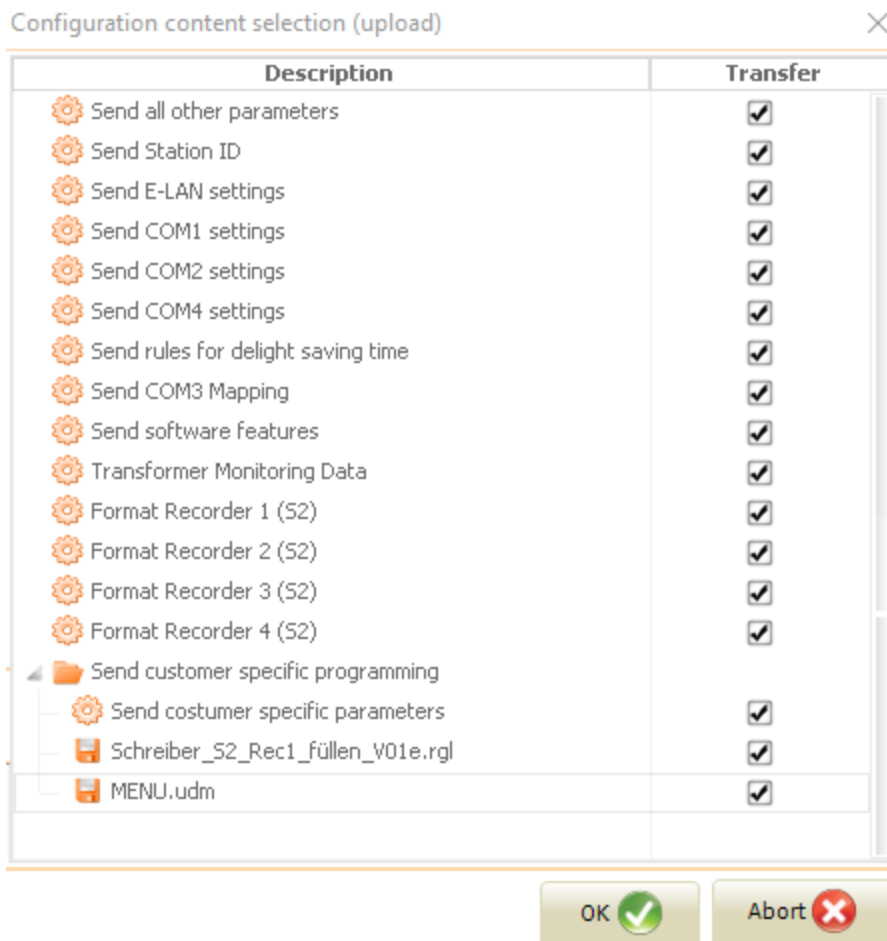 Configuration content selection (upload)
Description Transfer
Send all other parameters
Send Station ID
Send E-LAN settings
Send COM1 settings
Send COM2 settings
Send COM4 settings
Send rules for delight saving time
Send COM3 Mapping
Send software features
Transformer Monitoring Data
Format Recorder 1 (S2)
Format Recorder 2 (S2)
Format Recorder 3 (S2)
Format Recorder 4 (S2)
Send customer specific programming
Send costumer specific parameters
Schreiber_S2_Rec1_füllen_V01e.rgl
MENU.udm
OK Abort